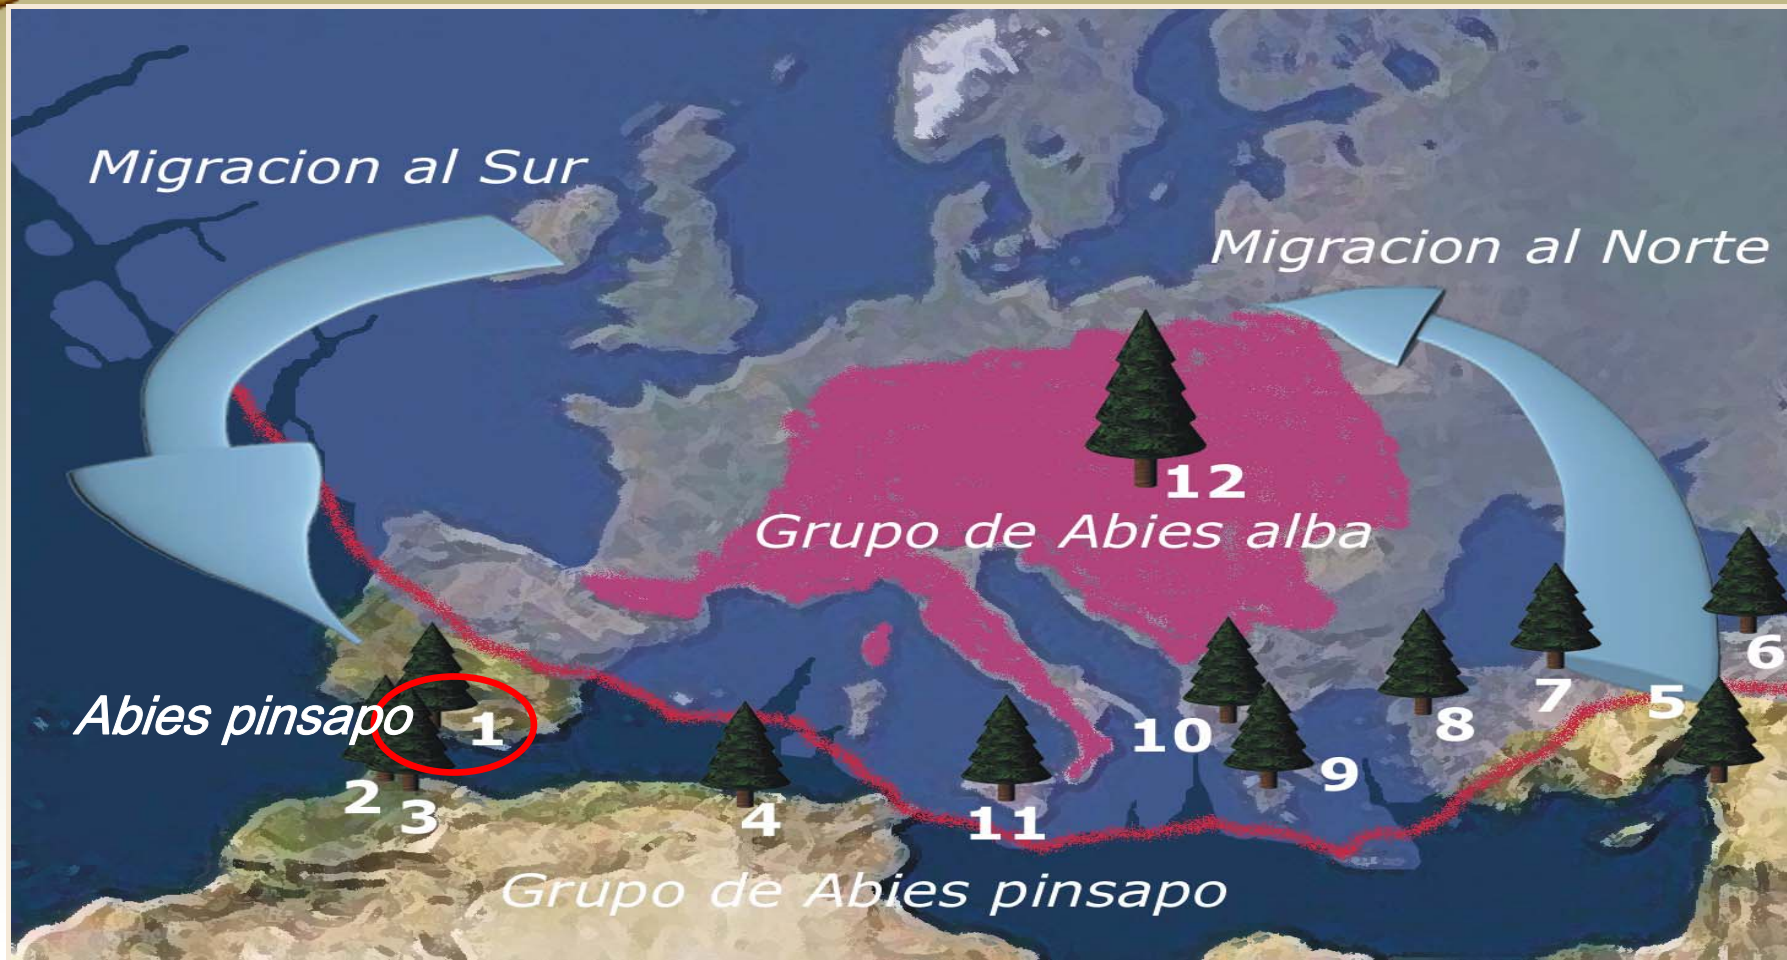 Migracion al Sur
Migracion al Norte
12
Grupo de Abies alba
6
7
5
Abies pinsapo
1
8
10
9
2
3
4
11
Grupo de Abies pinsapo